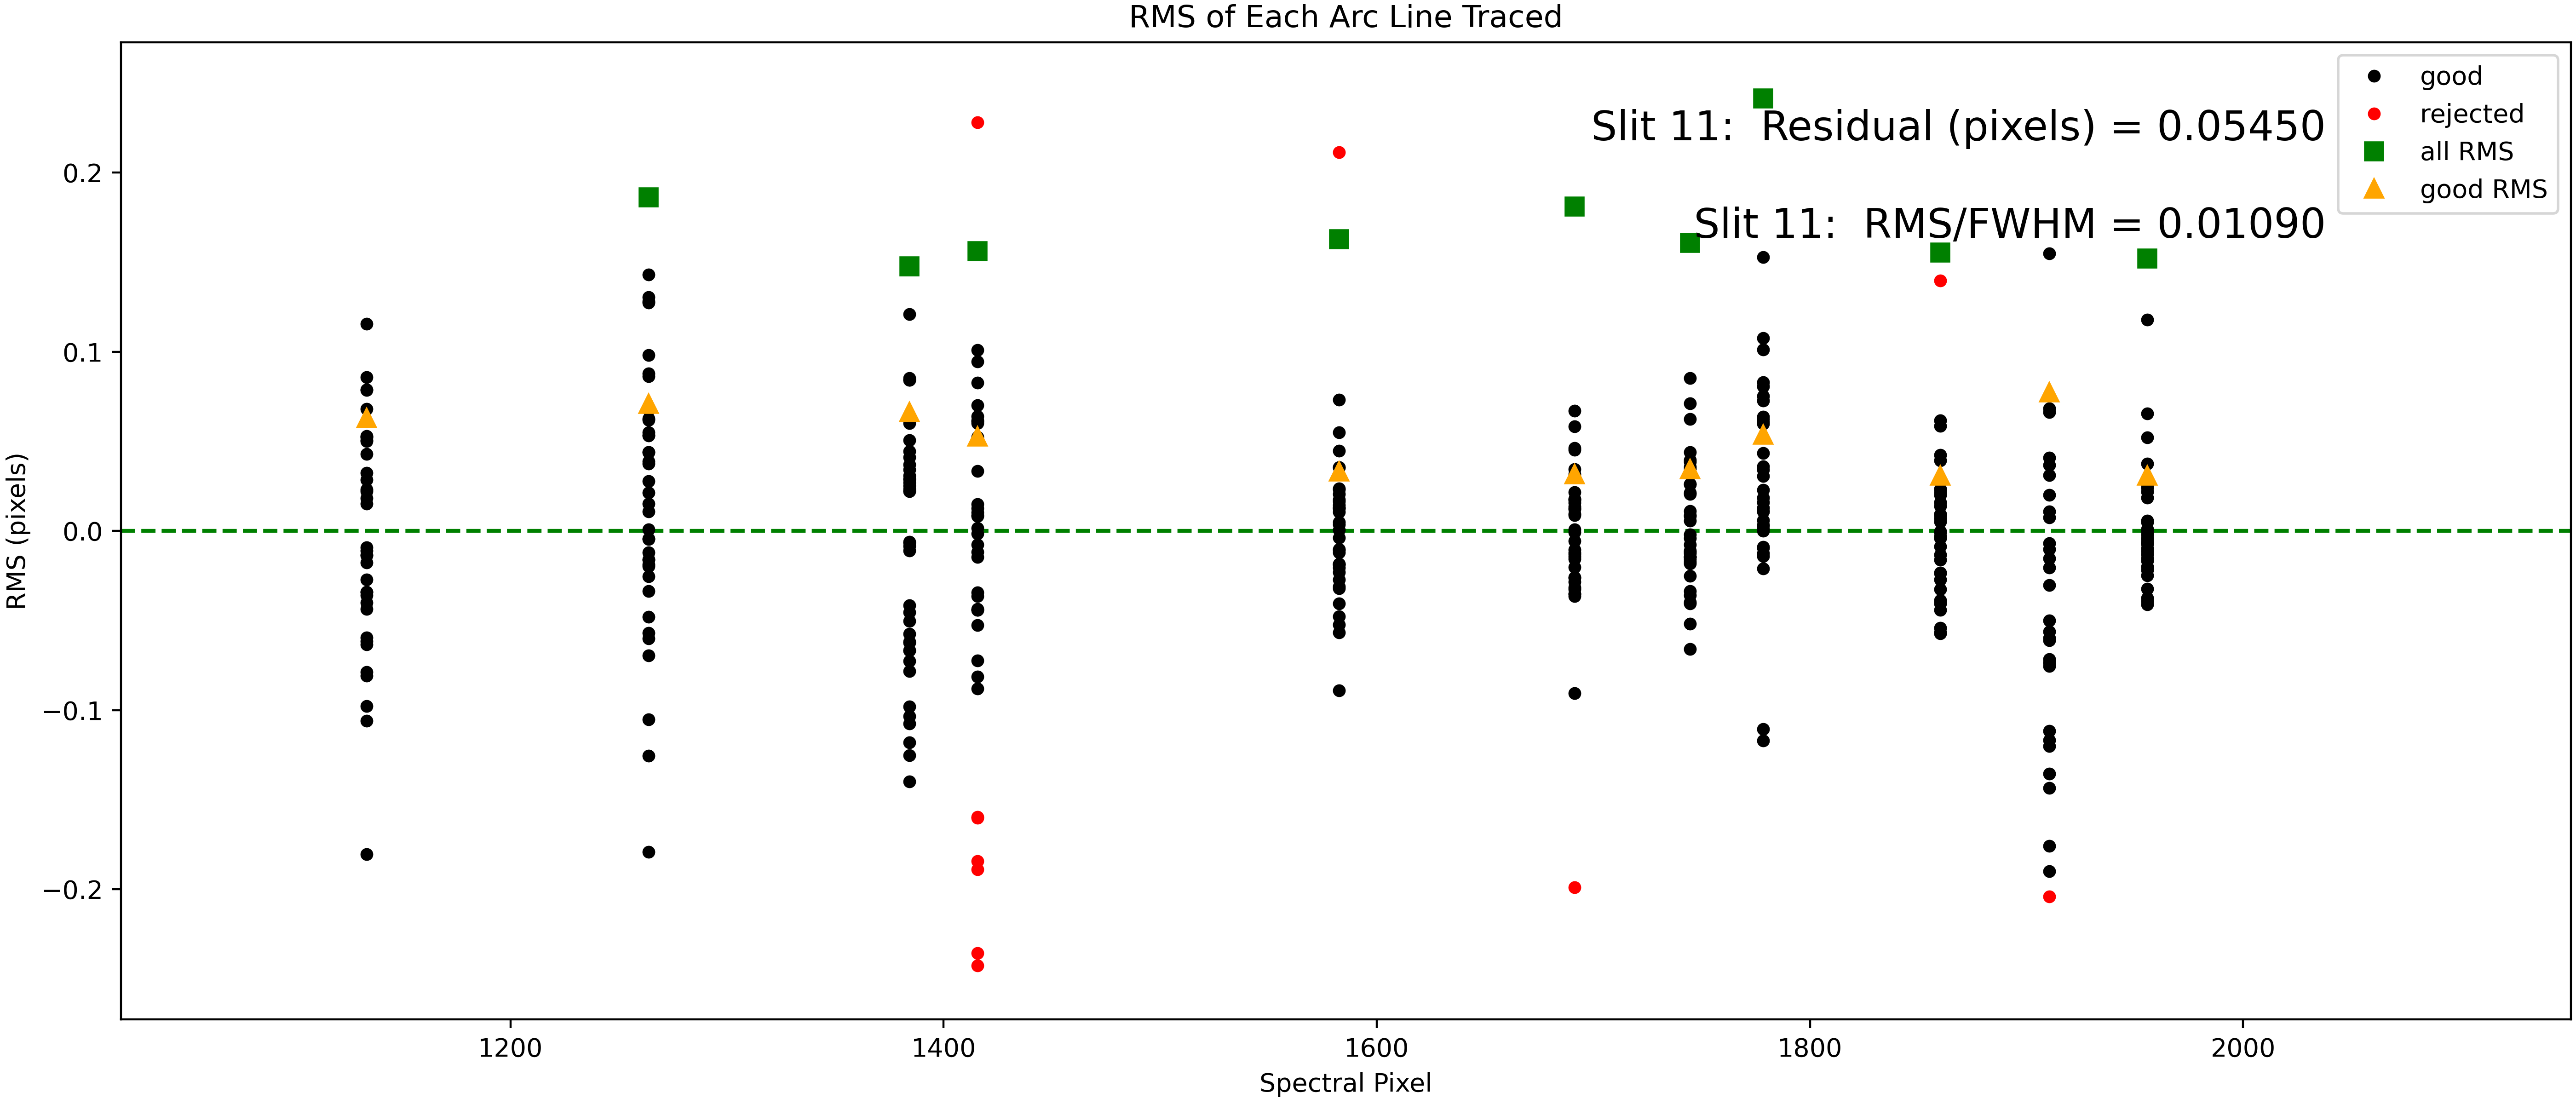 RMS of Each Arc Line Traced
good
rejected
all RMS
good RMS
Slit 11:  Residual (pixels) = 0.05450
Slit 11:  RMS/FWHM = 0.01090
RMS (pixels)
0.2
0.1
0.0
−0.1
−0.2
1200
1400
1600
1800
2000
Spectral Pixel